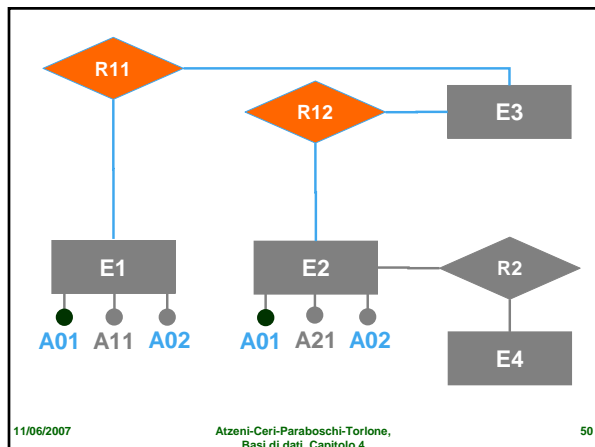 R11
R12
E3
E1
E2
R2
A01 A11 A02
A01 A21 A02
E4
11/06/2007
Atzeni-Ceri-Paraboschi-Torlone,
Basi di dati, Capitolo 4
50